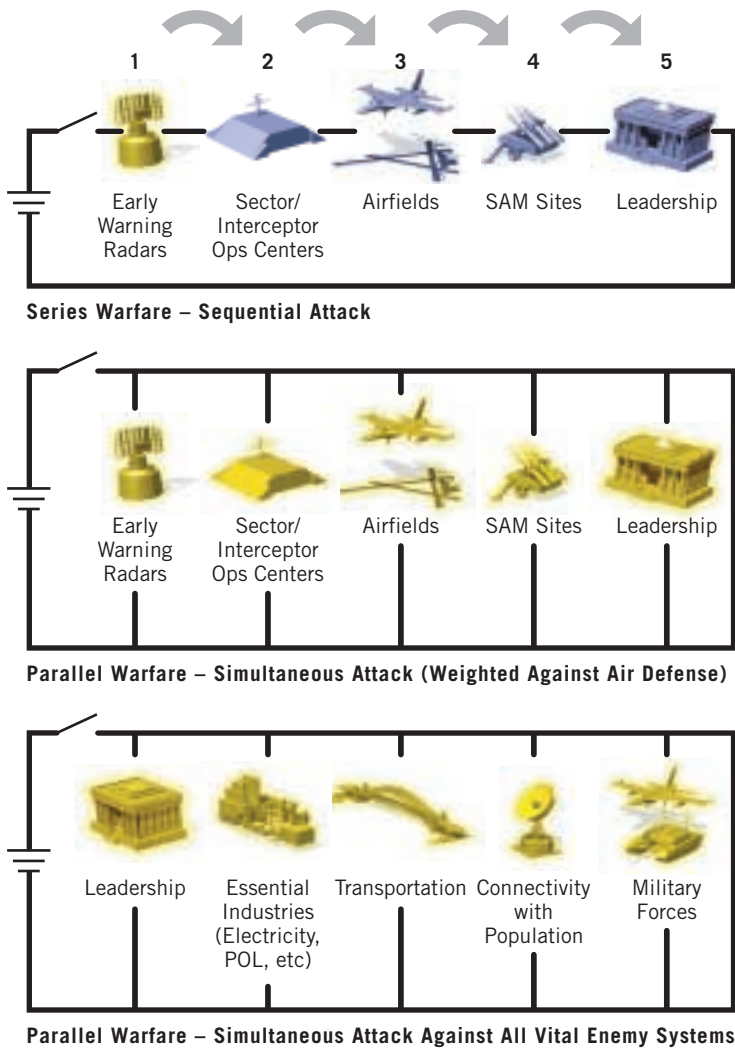 1 2 3 4 5
Early Warning Radars
Sector/ Interceptor Ops Centers
Airfields
SAM Sites
Leadership
Series Warfare – Sequential Attack
Early Warning Radars
Sector/ Interceptor Ops Centers
Airfields
SAM Sites
Leadership
Parallel Warfare – Simultaneous Attack (Weighted Against Air Defense)
Leadership
Essential Industries (Electricity, POL, etc)
Transportation
Connectivity with Population
Military Forces
Parallel Warfare – Simultaneous Attack Against All Vital Enemy Systems